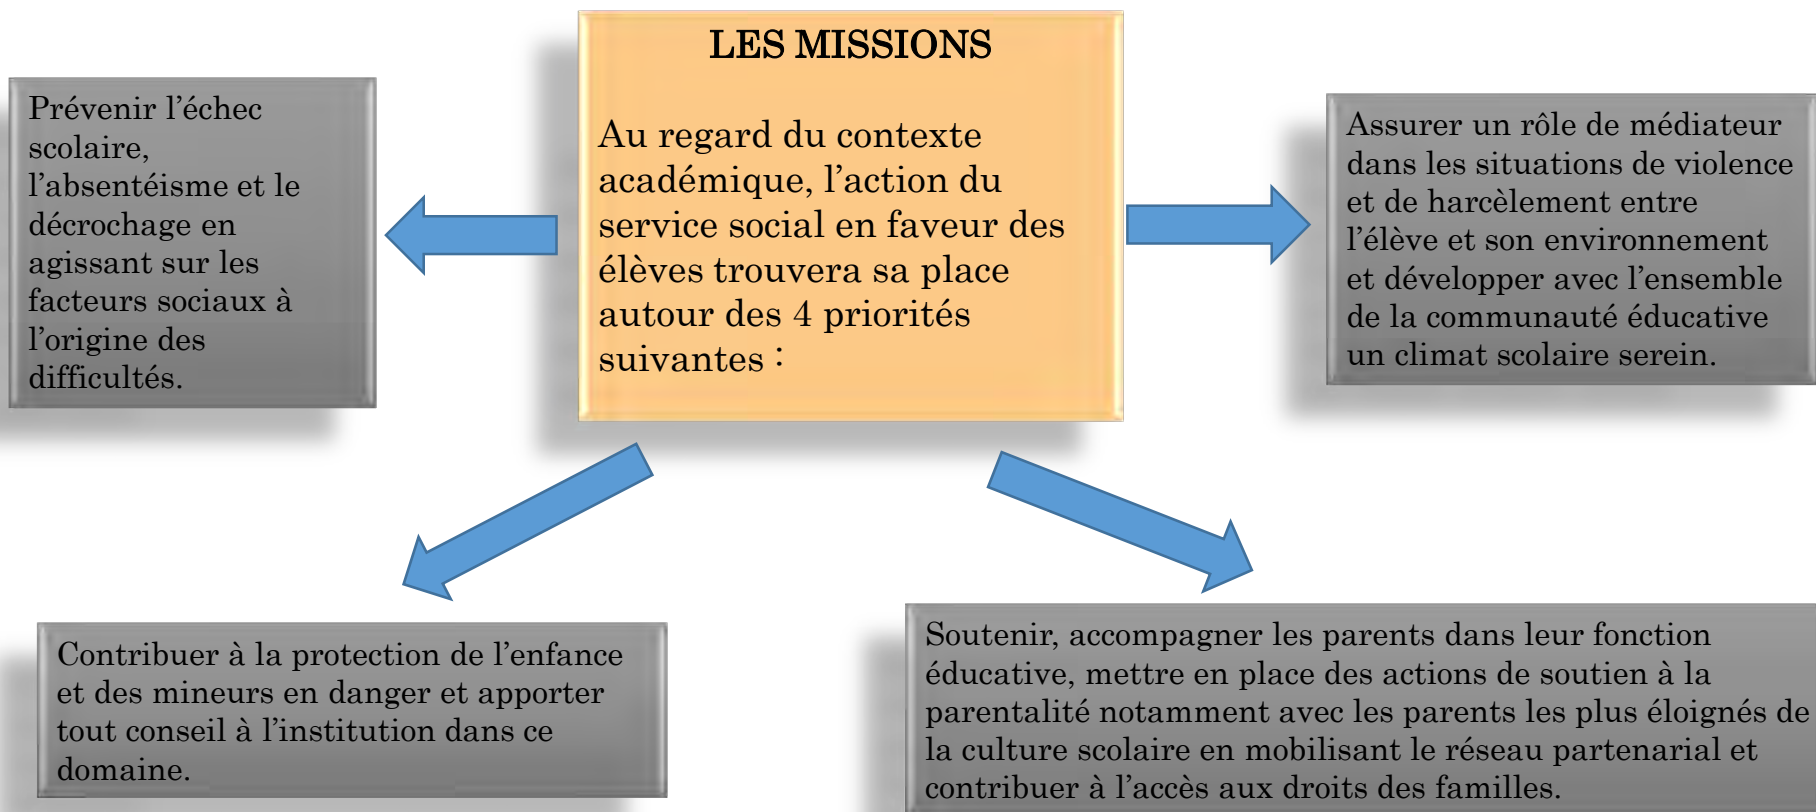 LES MISSIONS
Au regard du contexte
académique, l’action du
service social en faveur des
élèves trouvera sa place
autour des 4 priorités
suivantes :
Prévenir l’échec
scolaire,
l’absentéisme et le
décrochage en
agissant sur les
facteurs sociaux à
l’origine des
difficultés.
Assurer un rôle de médiateur
dans les situations de violence
et de harcèlement entre
l’élève et son environnement
et développer avec l’ensemble
de la communauté éducative
un climat scolaire serein.
Contribuer à la protection de l’enfance
et des mineurs en danger et apporter
tout conseil à l’institution dans ce
domaine.
Soutenir, accompagner les parents dans leur fonction
éducative, mettre en place des actions de soutien à la
parentalité notamment avec les parents les plus éloignés de
la culture scolaire en mobilisant le réseau partenarial et
contribuer à l’accès aux droits des familles.